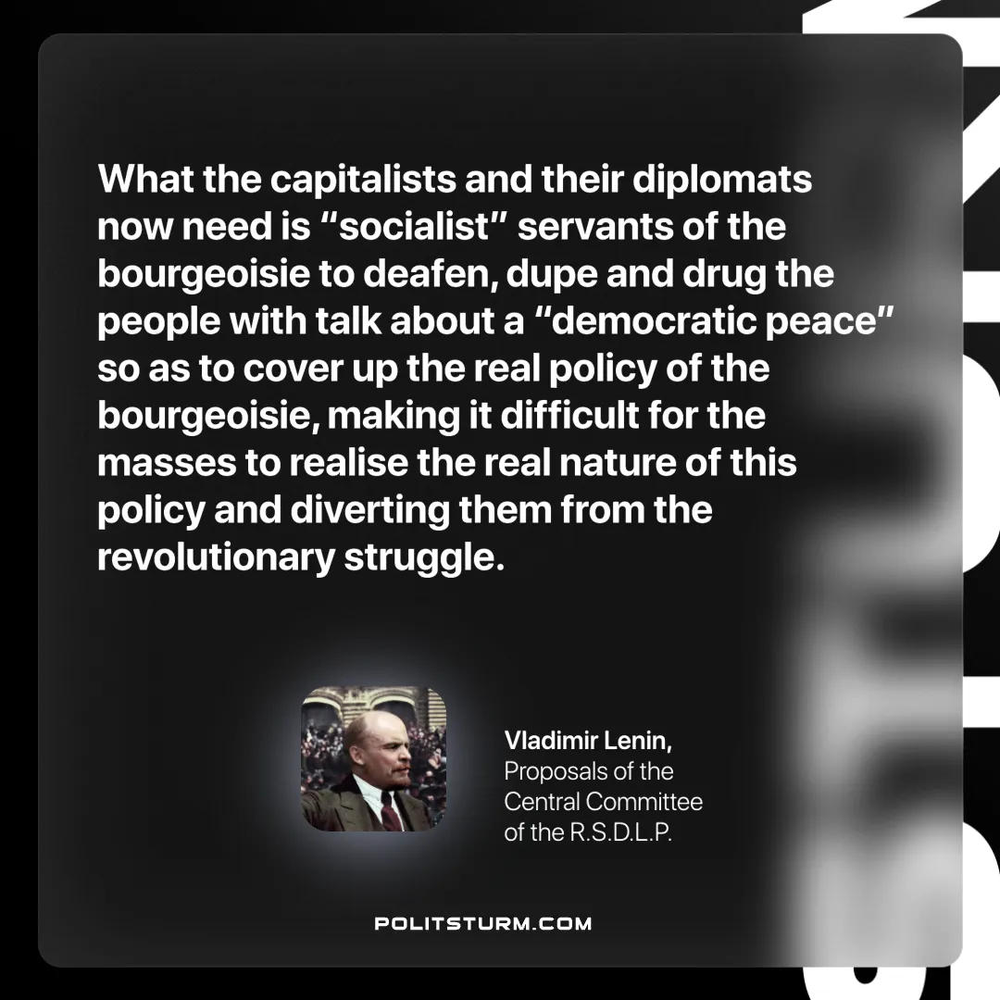 What the capitalists and their diplomats
now need is “socialist” servants of the
bourgeoisie to deafen, dupe and drug the
people with talk about a “democratic peace”
so as to cover up the real policy of the
bourgeoisie, making it difficult for the
masses to realise the real nature of this
policy and diverting them from the
revolutionary struggle.
Vladimir Lenin,
Proposals of the
Central Committee
of the R.S.D.L.P.
POLITSTURM.COM